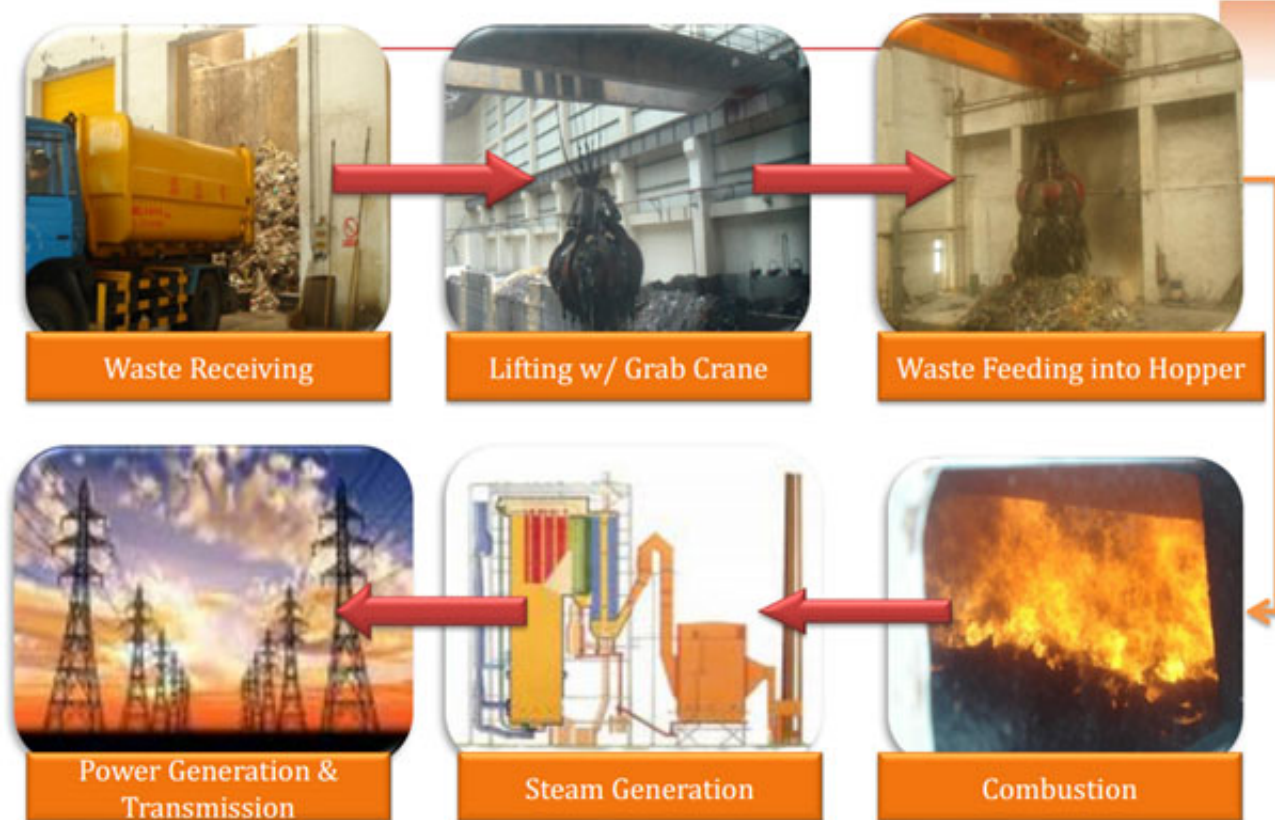 Waste Receiving
Lifting w/ Grab Crane
Waste Feeding into Hopper
Power Generation &
Transmission
Steam Generation
Combustion